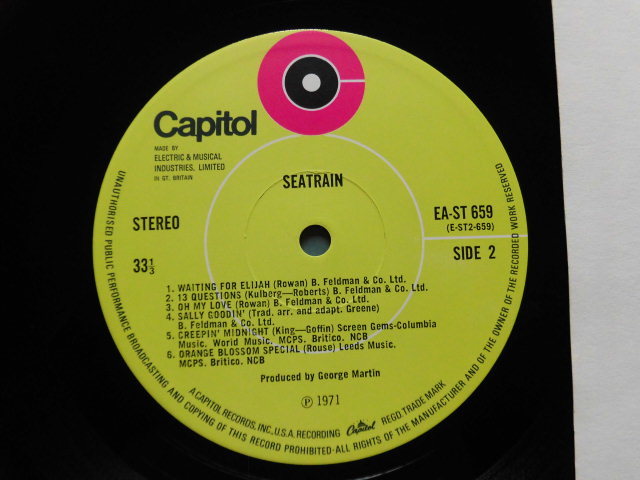 Capitol
MADE BY
ELECTRIC & MUSICAL
INDUSTRIES, LIMITED
IN GT. BRITAIN
SEATRAIN
STEREO
EA-ST 659
(E-ST2-659)
33 1/3
SIDE 2
1. WAITING FOR ELIJAH (Rowan) B. Feldman & Co. Ltd.
2. 13 QUESTIONS (Kulberg—Roberts) B. Feldman & Co. Ltd.
3. OH MY LOVE (Rowan) B. Feldman & Co. Ltd.
4. SALLY GOODIN' (Trad. arr. and adapt. Greene)
B. Feldman & Co. Ltd.
5. CREEPIN' MIDNIGHT (King—Goffin) Screen Gems-Columbia
Music. World Music. MCPS. Britico. NCB
6. ORANGE BLOSSOM SPECIAL (Rouse) Leeds Music.
MCPS. Britico. NCB
Produced by George Martin
℗ 1971
A CAPITOL RECORDS, INC., U.S.A. RECORDING Capitol REGD. TRADE MARK
UNAUTHORISED PUBLIC PERFORMANCE BROADCASTING AND COPYING OF THIS RECORD PROHIBITED-ALL RIGHTS OF THE MANUFACTURER AND OF THE OWNER OF THE RECORDED WORK RESERVED